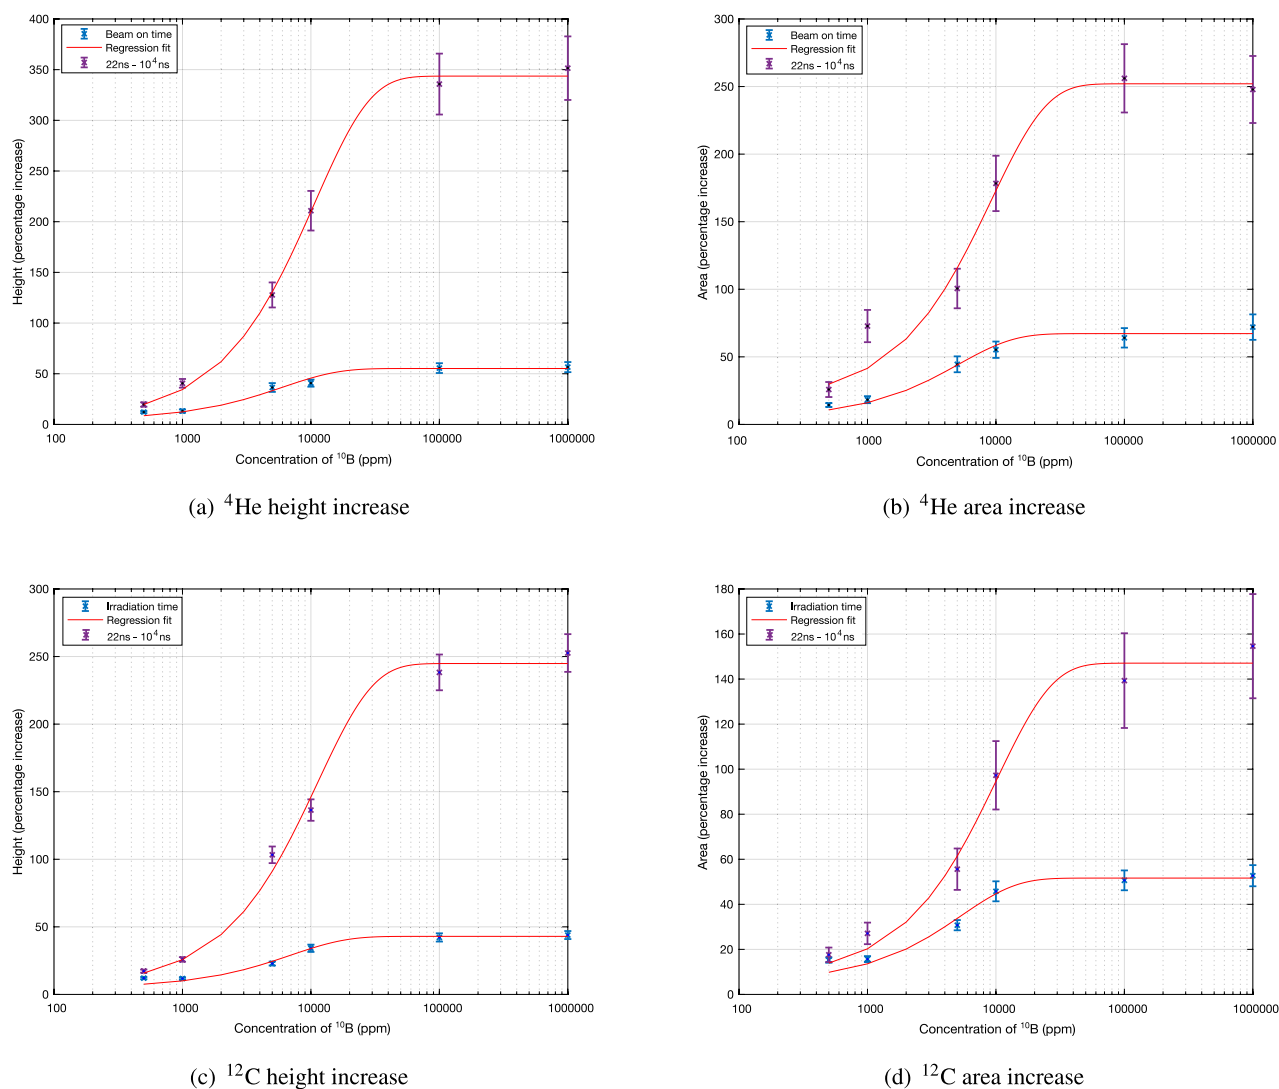 400
350
300
250
200
150
100
50
0
Height (percentage increase)
Beam on time
Regression fit
22ns – 10⁴ns
100 1000 10000 100000 1000000
Concentration of ¹⁰B (ppm)
(a) ⁴He height increase
300
250
200
150
100
50
0
Area (percentage increase)
Beam on time
Regression fit
22ns – 10⁴ns
100 1000 10000 100000 1000000
Concentration of ¹⁰B (ppm)
(b) ⁴He area increase
300
250
200
150
100
50
0
Height (percentage increase)
Irradiation time
Regression fit
22ns – 10⁴ns
100 1000 10000 100000 1000000
Concentration of ¹⁰B (ppm)
(c) ¹²C height increase
180
160
140
120
100
80
60
40
20
0
Area (percentage increase)
Irradiation time
Regression fit
22ns – 10⁴ns
100 1000 10000 100000 1000000
Concentration of ¹⁰B (ppm)
(d) ¹²C area increase